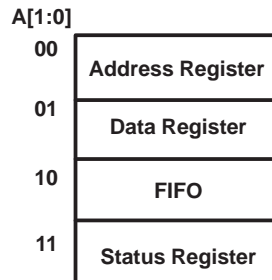 A[1:0]
00
Address Register
01
Data Register
10
FIFO
11
Status Register